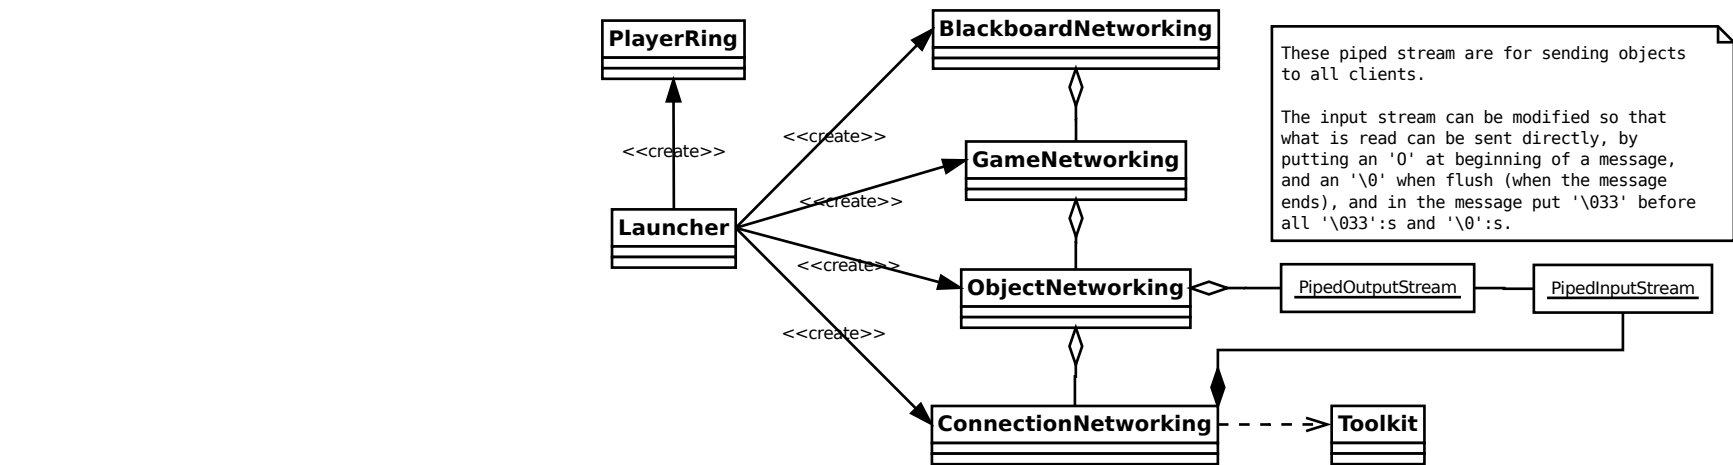 PlayerRing
BlackboardNetworking
These piped stream are for sending objects
to all clients.
The input stream can be modified so that
what is read can be sent directly, by
putting an 'O' at beginning of a message,
and an '\0' when flush (when the message
ends), and in the message put '\033' before
all '\033':s and '\0':s.
<<create>>
<<create>>
GameNetworking
<<create>>
Launcher
<<create>>
ObjectNetworking
PipedOutputStream
PipedInputStream
<<create>>
ConnectionNetworking
Toolkit